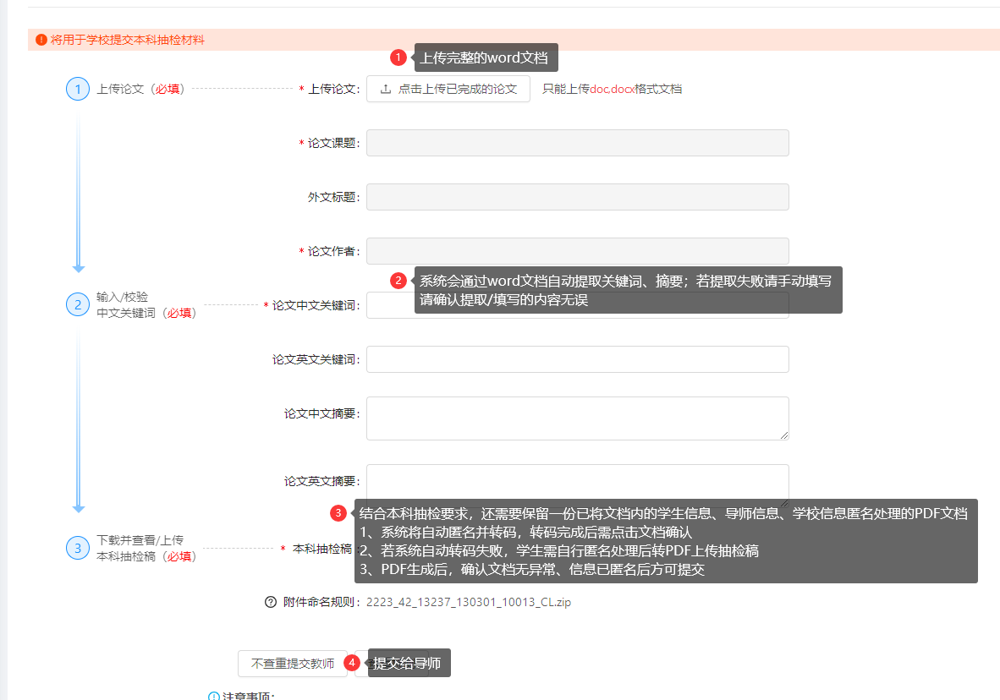 将用于学校提交本科抽检材料
1 上传完整的word文档
1 上传论文（必填） * 上传论文: 点击上传已完成的论文 只能上传doc,docx格式文档
* 论文课题:
外文标题:
* 论文作者:
2 系统会通过word文档自动提取关键词、摘要；若提取失败请手动填写
请确认提取/填写的内容无误
2 输入/校验
中文关键词（必填） * 论文中文关键词:
论文英文关键词:
论文中文摘要:
论文英文摘要:
3 结合本科抽检要求，还需要保留一份已将文档内的学生信息、导师信息、学校信息匿名处理的PDF文档
1、系统将自动匿名并转码，转码完成后需点击文档确认
2、若系统自动转码失败，学生需自行匿名处理后转PDF上传抽检稿
3、PDF生成后，确认文档无异常、信息已匿名后方可提交
3 下载并查看/上传
本科抽检稿（必填） * 本科抽检稿:
附件命名规则: 2223_42_13237_130301_10013_CL.zip
不查重提交教师 4 提交给导师
注意事项: